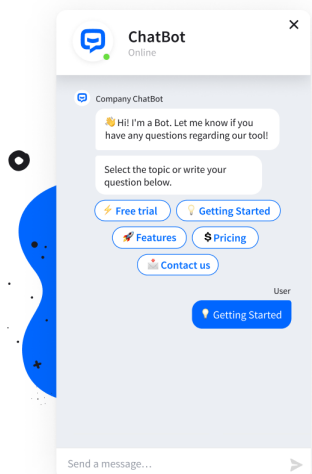 ChatBot
Online
Company ChatBot
👋 Hi! I'm a Bot. Let me know if you
have any questions regarding our tool!
Select the topic or write your
question below.
⚡ Free trial
💡 Getting Started
🚀 Features
$ Pricing
📩 Contact us
User
💡 Getting Started
Send a message...